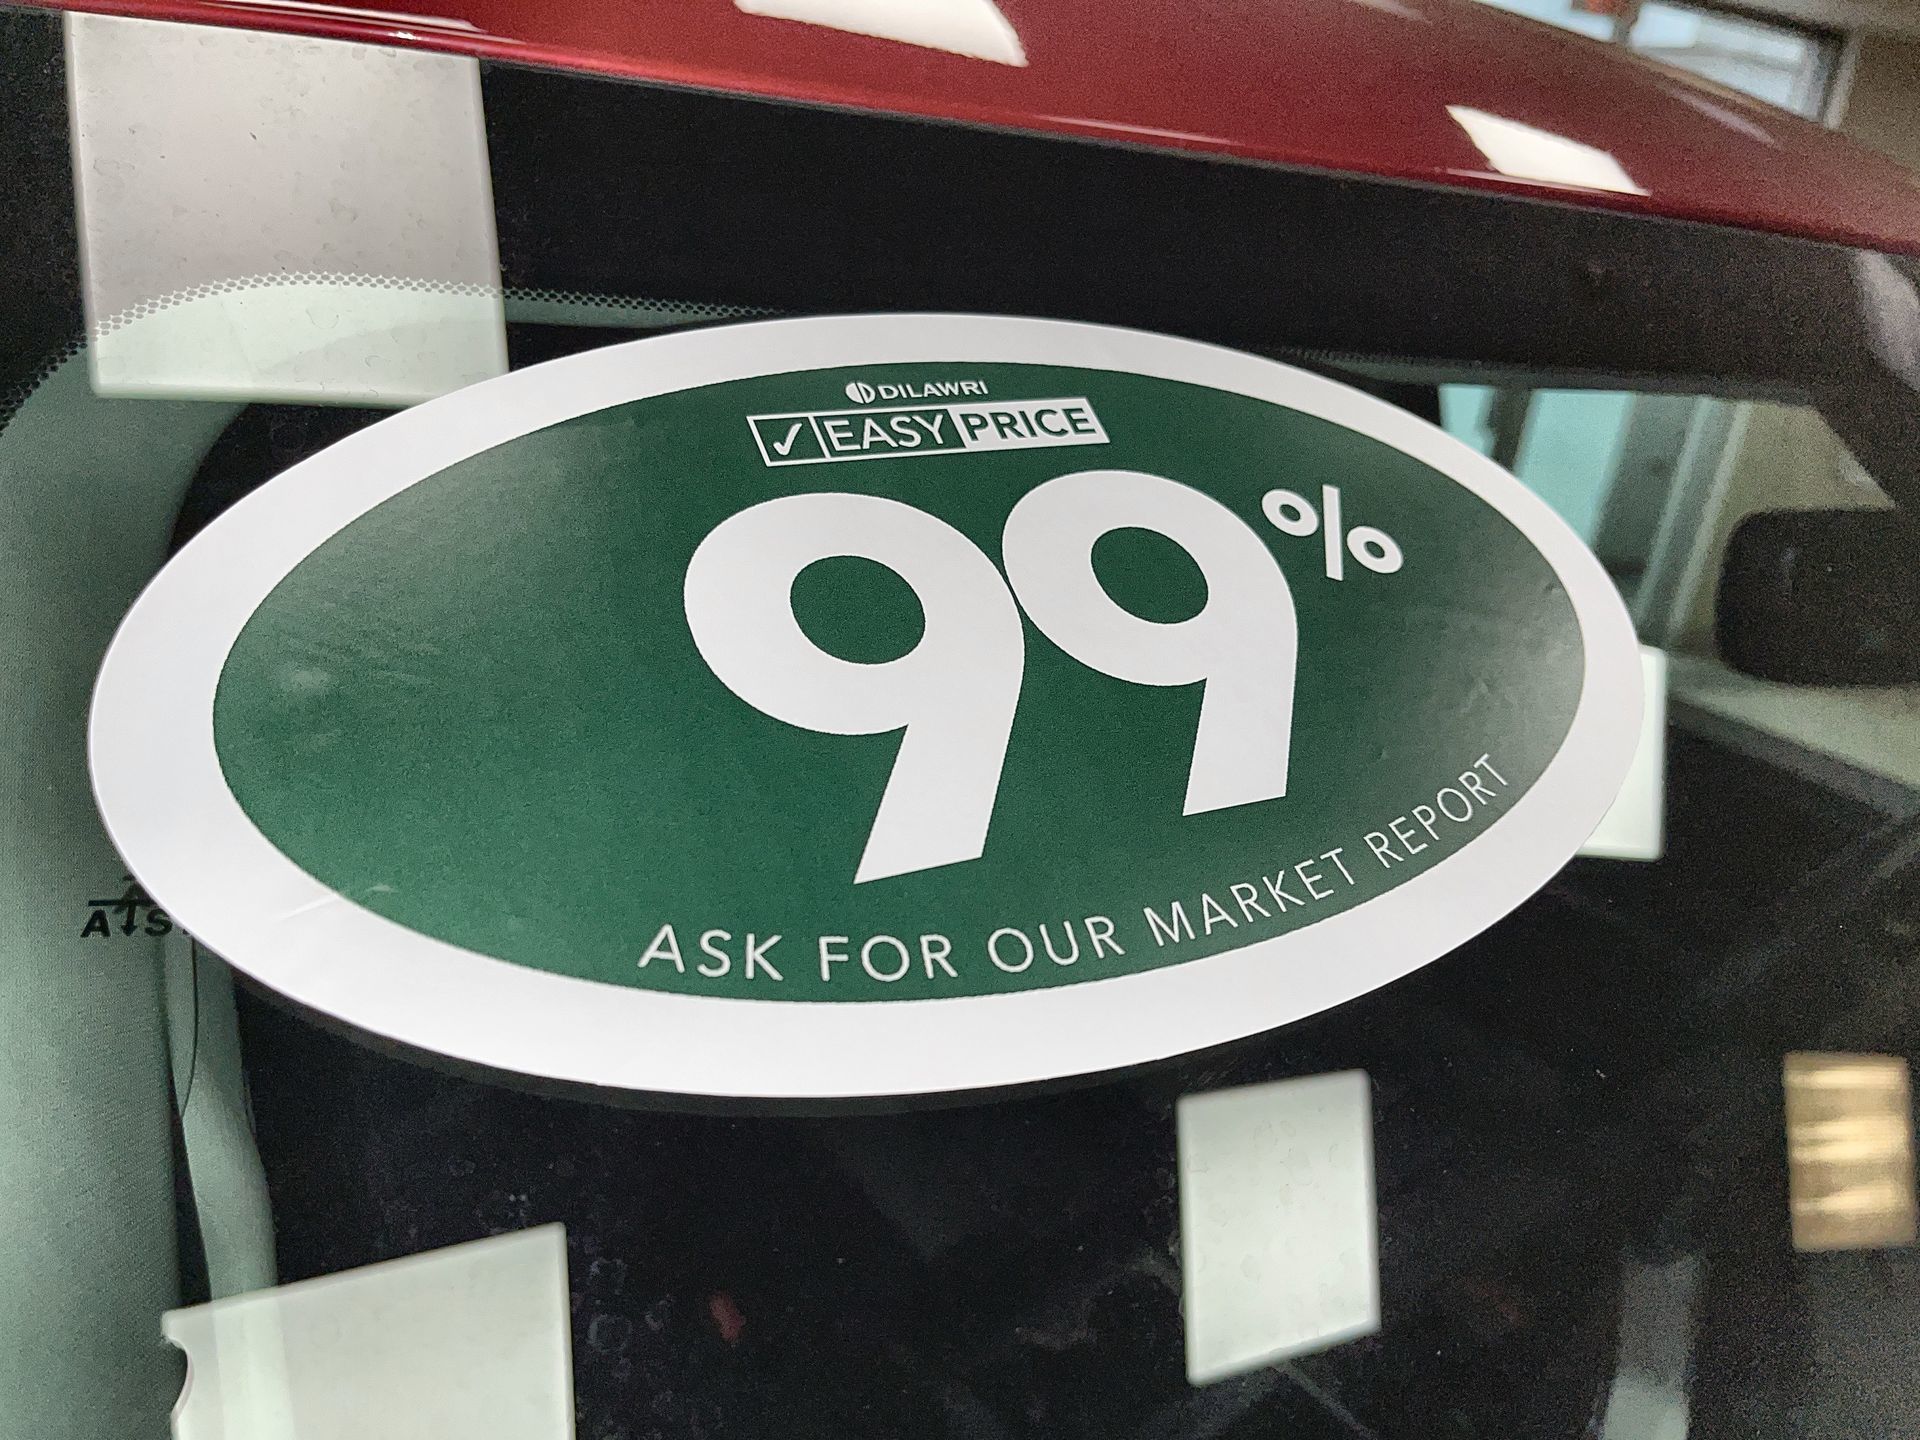 DILAWRI
✓ EASY PRICE
99%
ASK FOR OUR MARKET REPORT